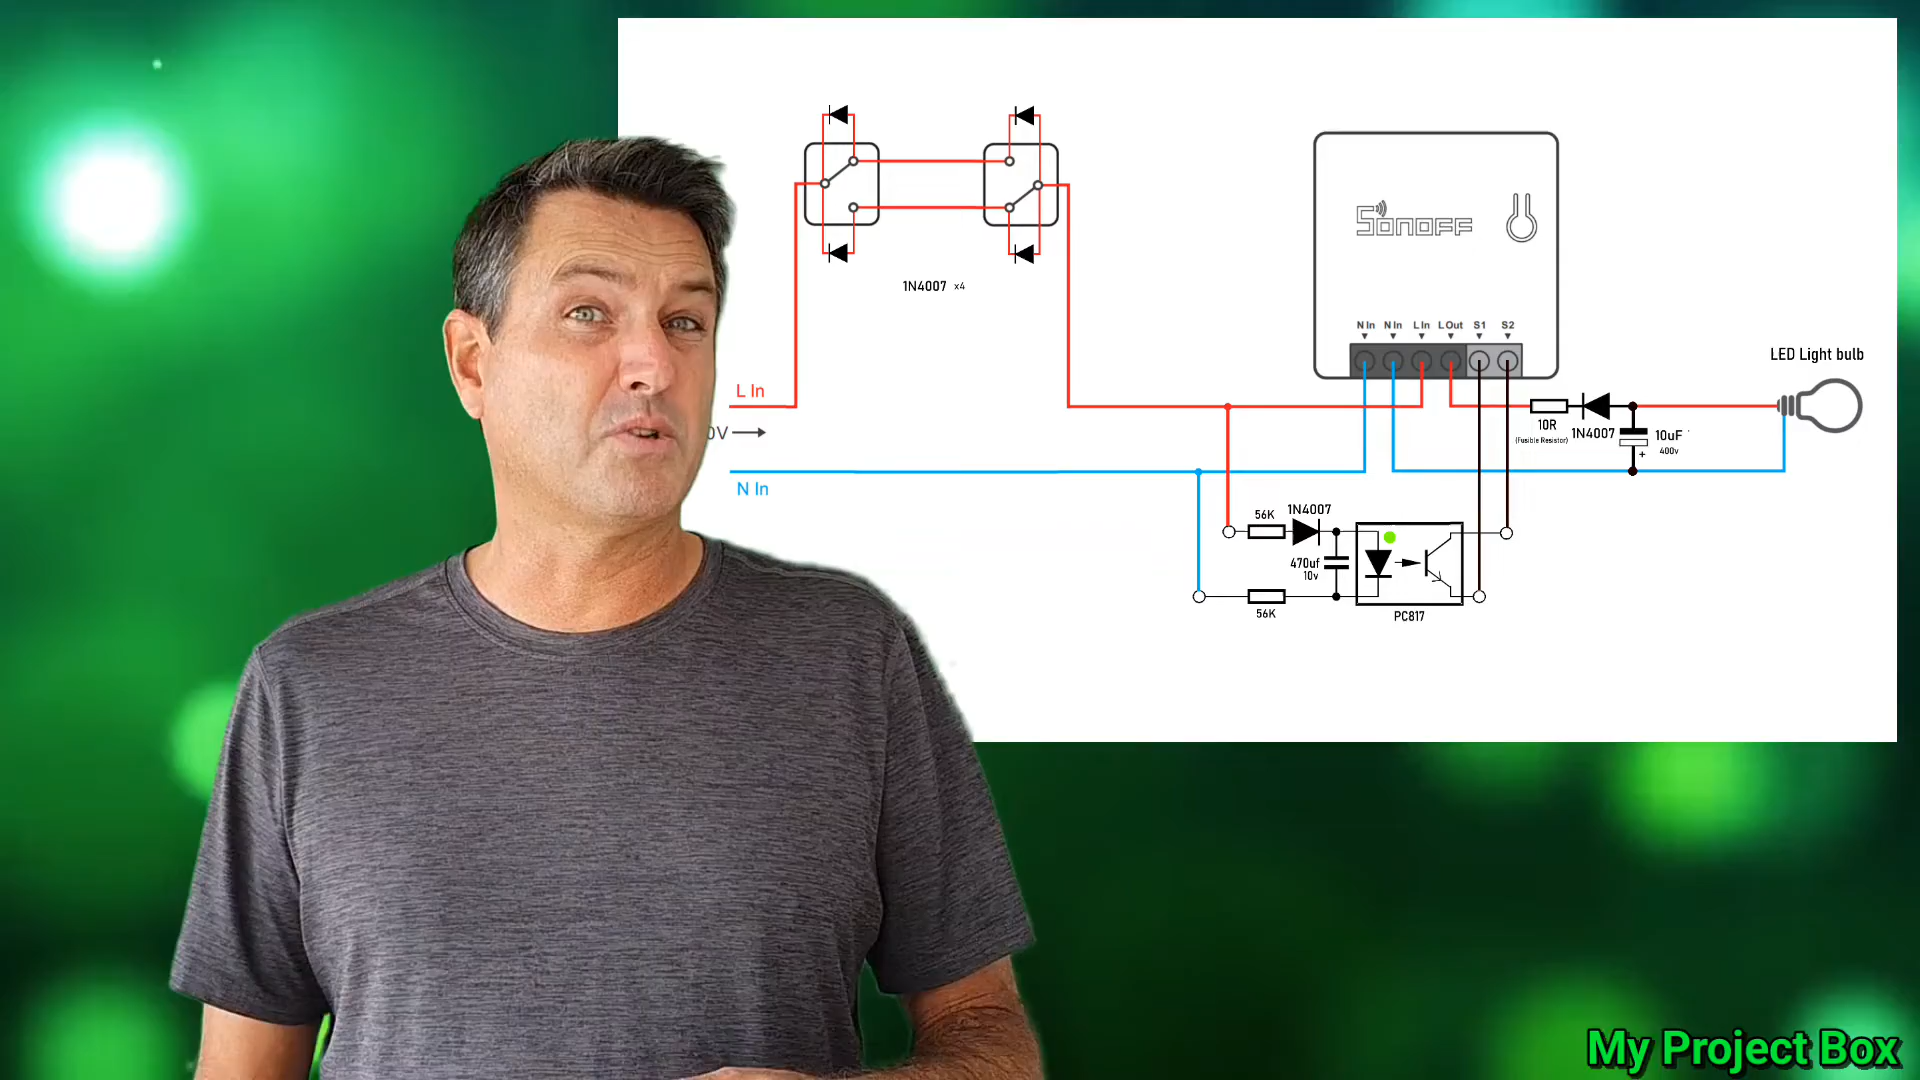 1N4007 x4
SONOFF
N In N In L In L Out S1 S2
LED Light bulb
L In
0V
N In
10R
(Fusible Resistor)
1N4007
10uF
400v
+
56K
1N4007
470uf
10v
56K
PC817
My Project Box